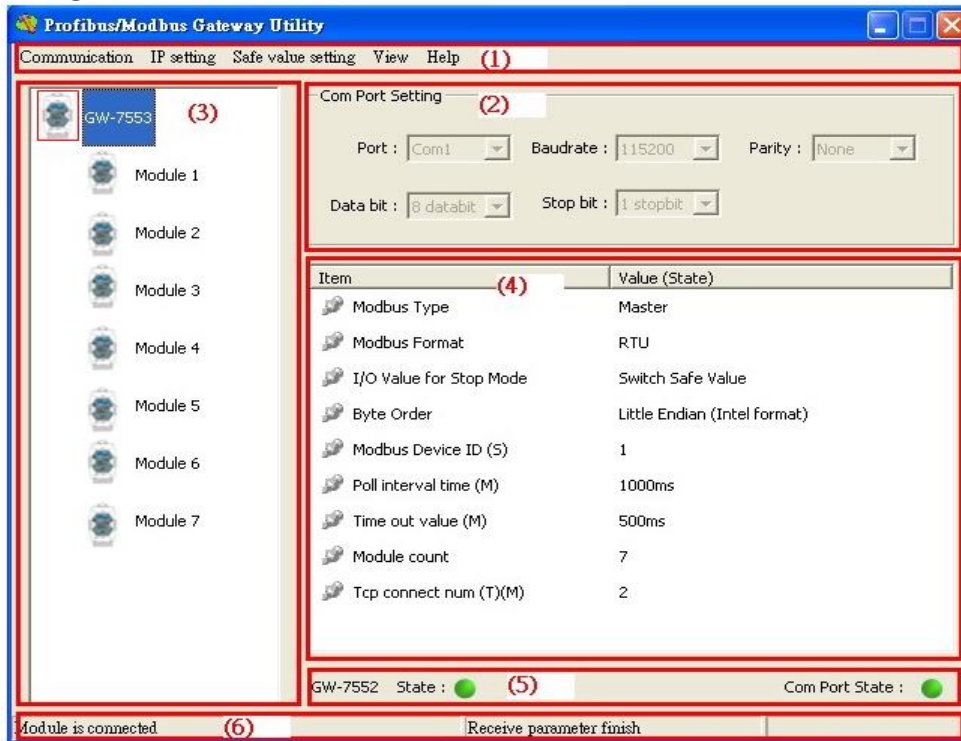 Profibus/Modbus Gateway Utility
Communication IP setting Safe value setting View Help (1)
GW-7553 (3)
Module 1
Module 2
Module 3
Module 4
Module 5
Module 6
Module 7
Com Port Setting (2)
Port : Com1 Baudrate : 115200 Parity : None
Data bit : 8 databit Stop bit : 1 stopbit
Item (4) Value (State)
Modbus Type Master
Modbus Format RTU
I/O Value for Stop Mode Switch Safe Value
Byte Order Little Endian (Intel format)
Modbus Device ID (S) 1
Poll interval time (M) 1000ms
Time out value (M) 500ms
Module count 7
Tcp connect num (T)(M) 2
GW-7552 State : (5) Com Port State :
Module is connected (6) Receive parameter finish